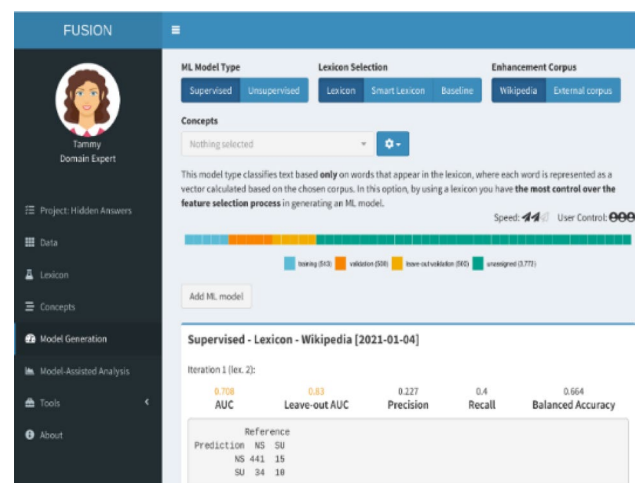 FUSION
Tammy
Domain Expert
Project: Hidden Answers
Data
Lexicon
Concepts
Model Generation
Model-Assisted Analysis
Tools
About
ML Model Type
Supervised Unsupervised
Lexicon Selection
Lexicon Smart Lexicon Baseline
Enhancement Corpus
Wikipedia External corpus
Concepts
Nothing selected
This model type classifies text based only on words that appear in the lexicon, where each word is represented as a
vector calculated based on the chosen corpus. In this option, by using a lexicon you have the most control over the
feature selection process in generating an ML model.
Speed: User Control:
training (513) validation (500) leave-out validation (502) unassigned (3,772)
Add ML model
Supervised - Lexicon - Wikipedia [2021-01-04]
Iteration 1 (lex. 2):
0.708 0.83 0.227 0.4 0.664
AUC Leave-out AUC Precision Recall Balanced Accuracy
Reference
Prediction NS SU
NS 441 15
SU 34 10